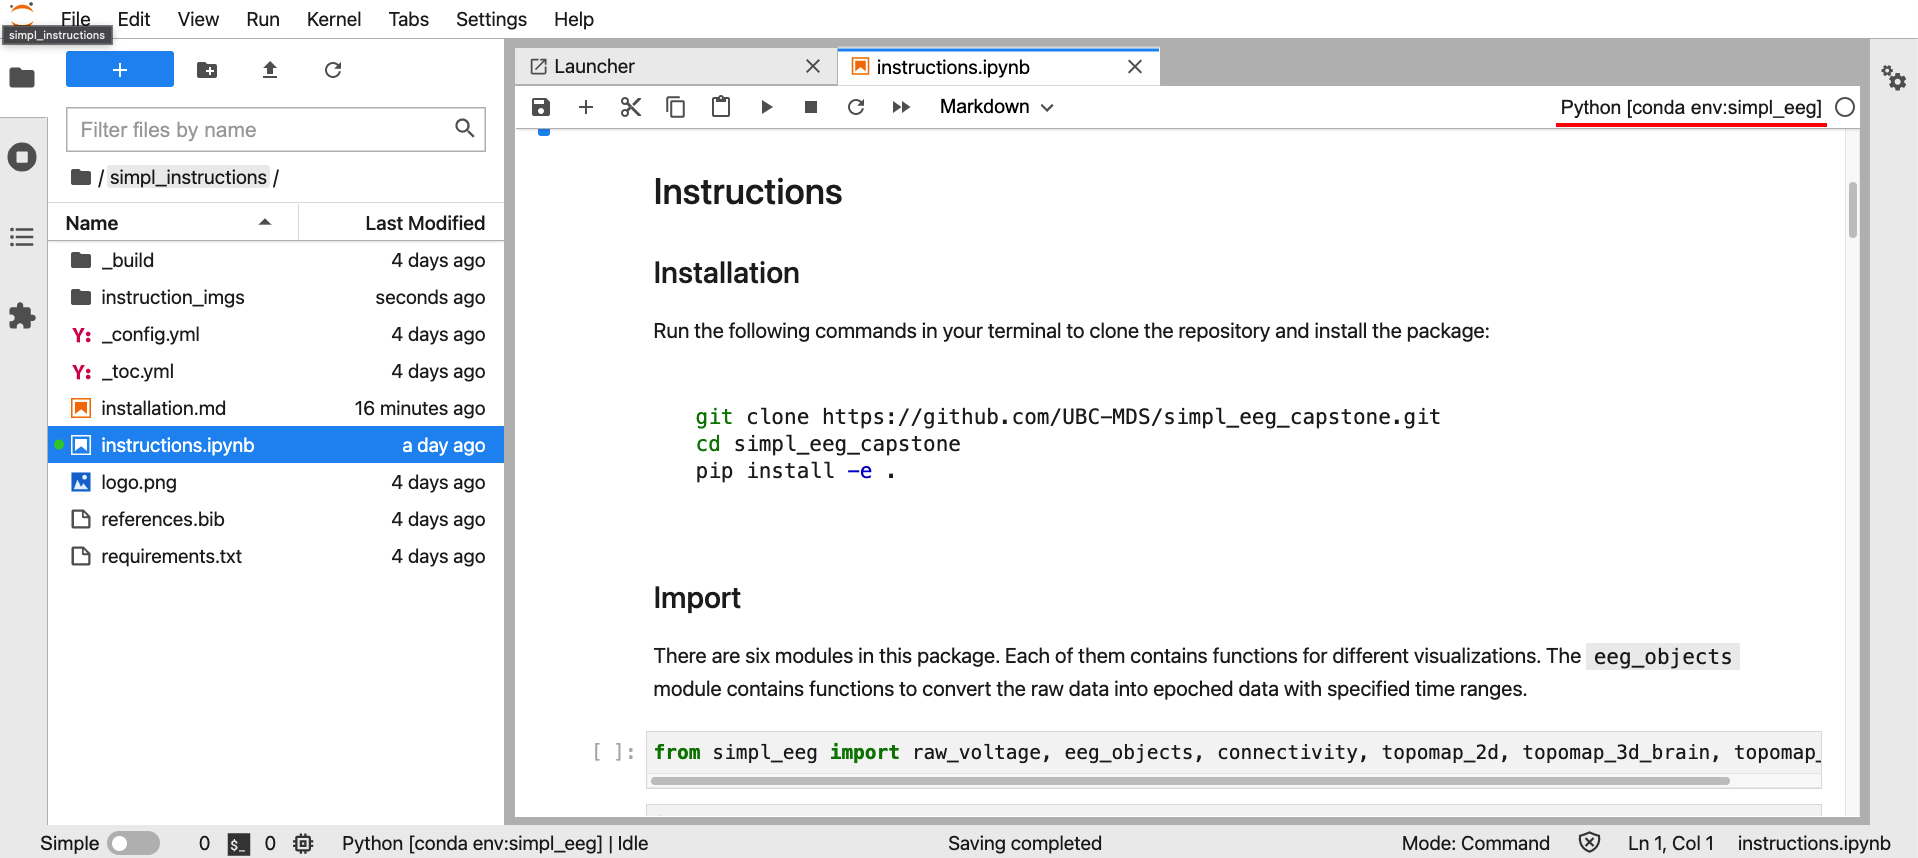 File Edit View Run Kernel Tabs Settings Help
simpl_instructions
Launcher
instructions.ipynb
Filter files by name
Markdown
Python [conda env:simpl_eeg]
/ simpl_instructions /
Name Last Modified
_build 4 days ago
instruction_imgs seconds ago
Y: _config.yml 4 days ago
Y: _toc.yml 4 days ago
installation.md 16 minutes ago
instructions.ipynb a day ago
logo.png 4 days ago
references.bib 4 days ago
requirements.txt 4 days ago
Instructions
Installation
Run the following commands in your terminal to clone the repository and install the package:
git clone https://github.com/UBC-MDS/simpl_eeg_capstone.git
cd simpl_eeg_capstone
pip install -e .
Import
There are six modules in this package. Each of them contains functions for different visualizations. The eeg_objects
module contains functions to convert the raw data into epoched data with specified time ranges.
[ ]: from simpl_eeg import raw_voltage, eeg_objects, connectivity, topomap_2d, topomap_3d_brain, topomap_
Simple 0 $_ 0 Python [conda env:simpl_eeg] | Idle Saving completed Mode: Command Ln 1, Col 1 instructions.ipynb